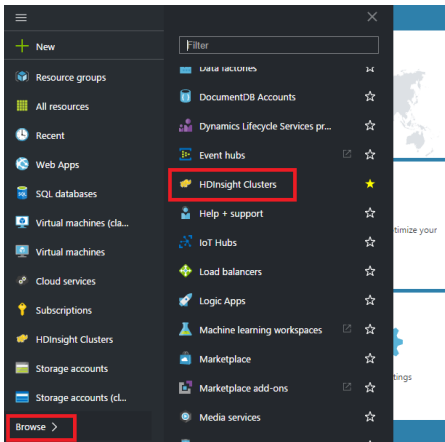 New
Resource groups
All resources
Recent
Web Apps
SQL databases
Virtual machines (cla...
Virtual machines
Cloud services
Subscriptions
HDInsight Clusters
Storage accounts
Storage accounts (cl...
Browse >
Filter
Data factories
DocumentDB Accounts
Dynamics Lifecycle Services pr...
Event hubs
HDInsight Clusters
Help + support
IoT Hubs
Load balancers
Logic Apps
Machine learning workspaces
Marketplace
Marketplace add-ons
Media services
timize your
tings